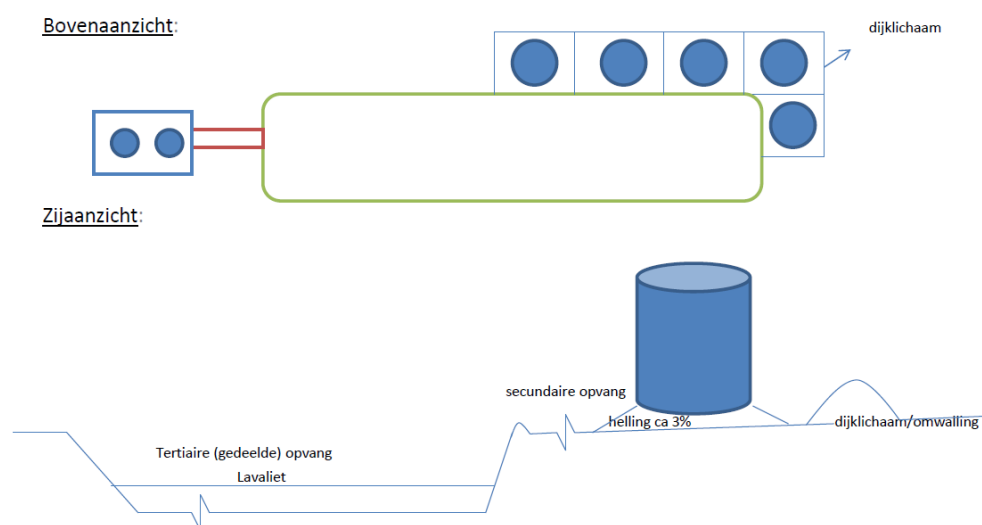 Bovenaanzicht:
dijklichaam
Zijaanzicht:
secundaire opvang
helling ca 3%
dijklichaam/omwalling
Tertiaire (gedeelde) opvang
Lavaliet